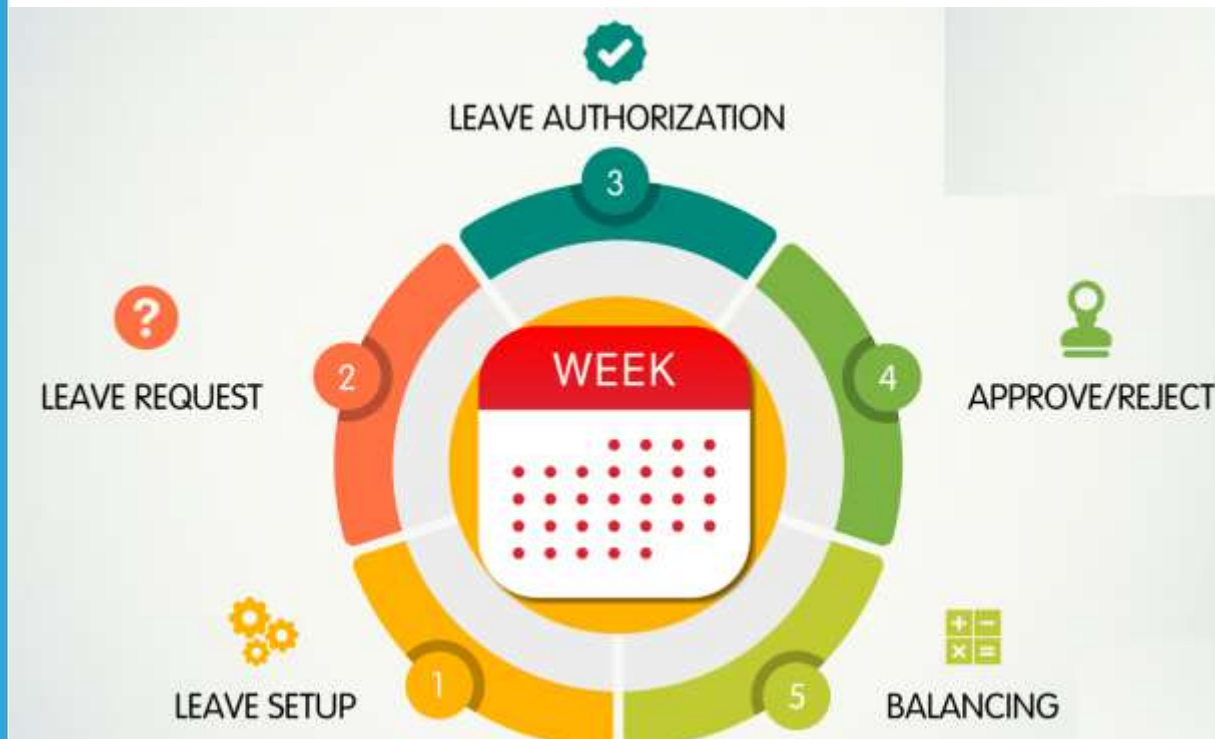 LEAVE AUTHORIZATION
3
?
LEAVE REQUEST
2
WEEK
4
APPROVE/REJECT
LEAVE SETUP
1
5
+ -
× =
BALANCING